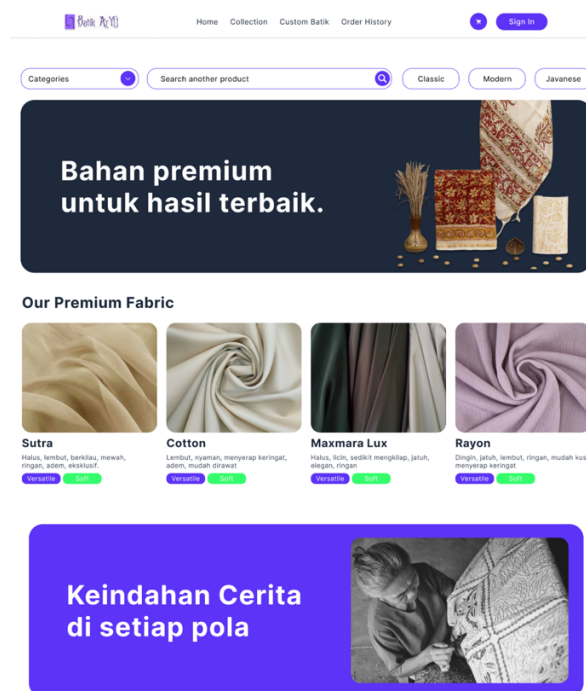 Batik AcYÚ
Home Collection Custom Batik Order History
Sign In
Categories
Search another product
Classic
Modern
Javanese
Bahan premium
untuk hasil terbaik.
Our Premium Fabric
Sutra
Halus, lembut, berkilau, mewah,
ringan, adem, eksklusif.
Versatile Soft
Cotton
Lembut, nyaman, menyerap keringat,
adem, mudah dirawat
Versatile Soft
Maxmara Lux
Halus, licin, sedikit mengkilap, jatuh,
elegan, ringan
Versatile Soft
Rayon
Dingin, jatuh, lembut, ringan, mudah kus
menyerap keringat
Versatile Soft
Keindahan Cerita
di setiap pola